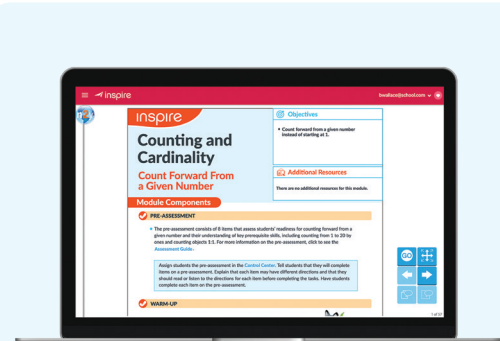 inspire
bwallace@school.com
inspire
Counting and
Cardinality
Count Forward From
a Given Number
Objectives
• Count forward from a given number
instead of starting at 1.
Additional Resources
There are no additional resources for this module.
Module Components
PRE-ASSESSMENT
The pre-assessment consists of 8 items that assess students' readiness for counting forward from a
given number and their understanding of key prerequisite skills, including counting from 1 to 20 by
ones and counting objects 1:1. For more information on the pre-assessment, click to see the
Assessment Guide.
Assign students the pre-assessment in the Control Center. Tell students that they will complete
items on a pre-assessment. Explain that each item may have different directions and that they
should read or listen to the directions for each item before completing the tasks. Have students
complete each item on the pre-assessment.
WARM-UP
GO